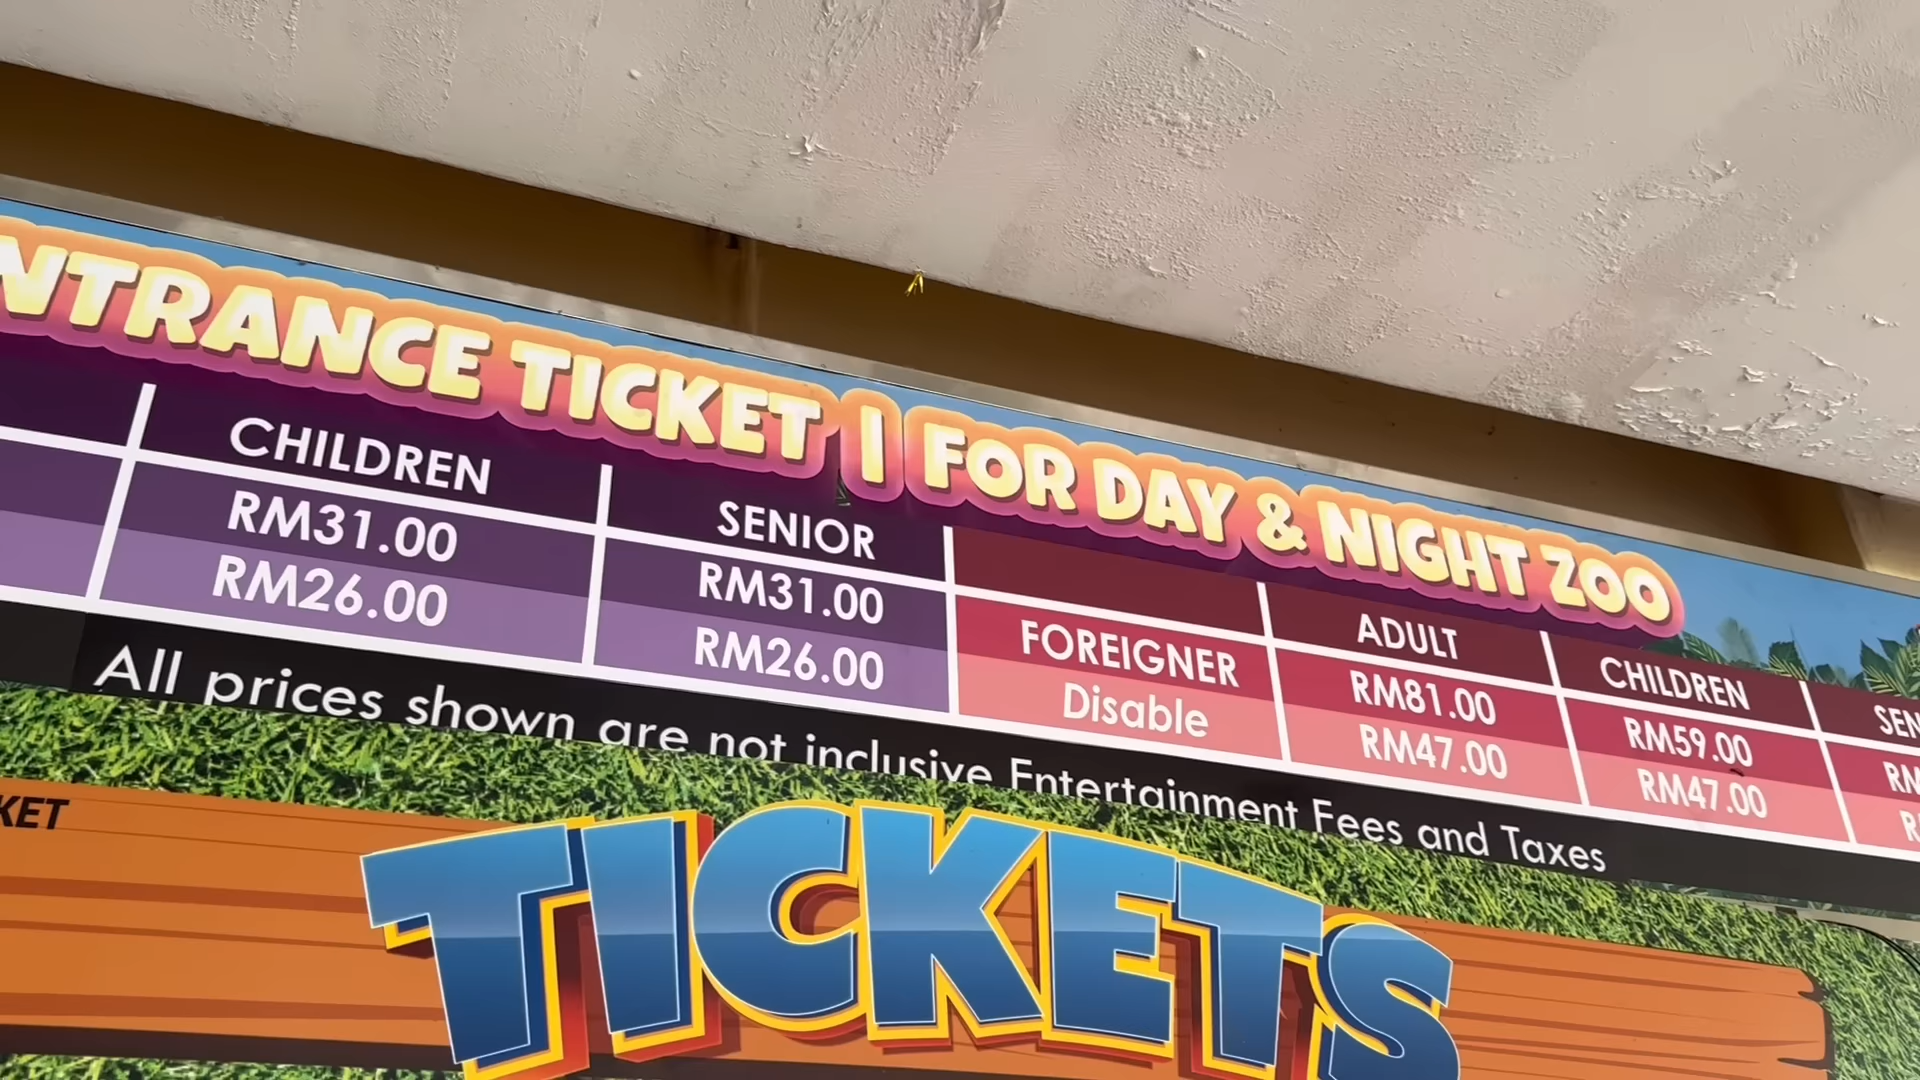 NTRANCE TICKET | FOR DAY & NIGHT ZOO
CHILDREN SENIOR
RM31.00 RM31.00
RM26.00 RM26.00
ADULT CHILDREN SEN
FOREIGNER RM81.00 RM59.00 RM
Disable RM47.00 RM47.00 R
All prices shown are not inclusive Entertainment Fees and Taxes
KET
TICKETS